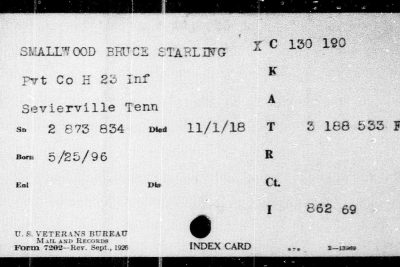 SMALLWOOD BRUCE STARLING X C 130 190
Pvt Co H 23 Inf K
Sevierville Tenn A
Sn 2 873 834 Died 11/1/18 T 3 188 533 F
Born 5/25/96 R
Enl Dis Ct.
I 862 69
U. S. VETERANS BUREAU
MAIL AND RECORDS
Form 7202—Rev. Sept., 1926 INDEX CARD 2—13969